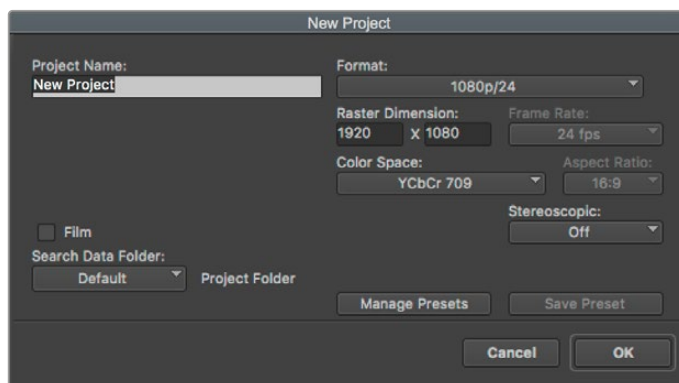 New Project
Project Name:
New Project
Format:
1080p/24
Raster Dimension:
1920 x 1080
Frame Rate:
24 fps
Color Space:
YCbCr 709
Aspect Ratio:
16:9
Stereoscopic:
Off
Film
Search Data Folder:
Default Project Folder
Manage Presets Save Preset
Cancel OK